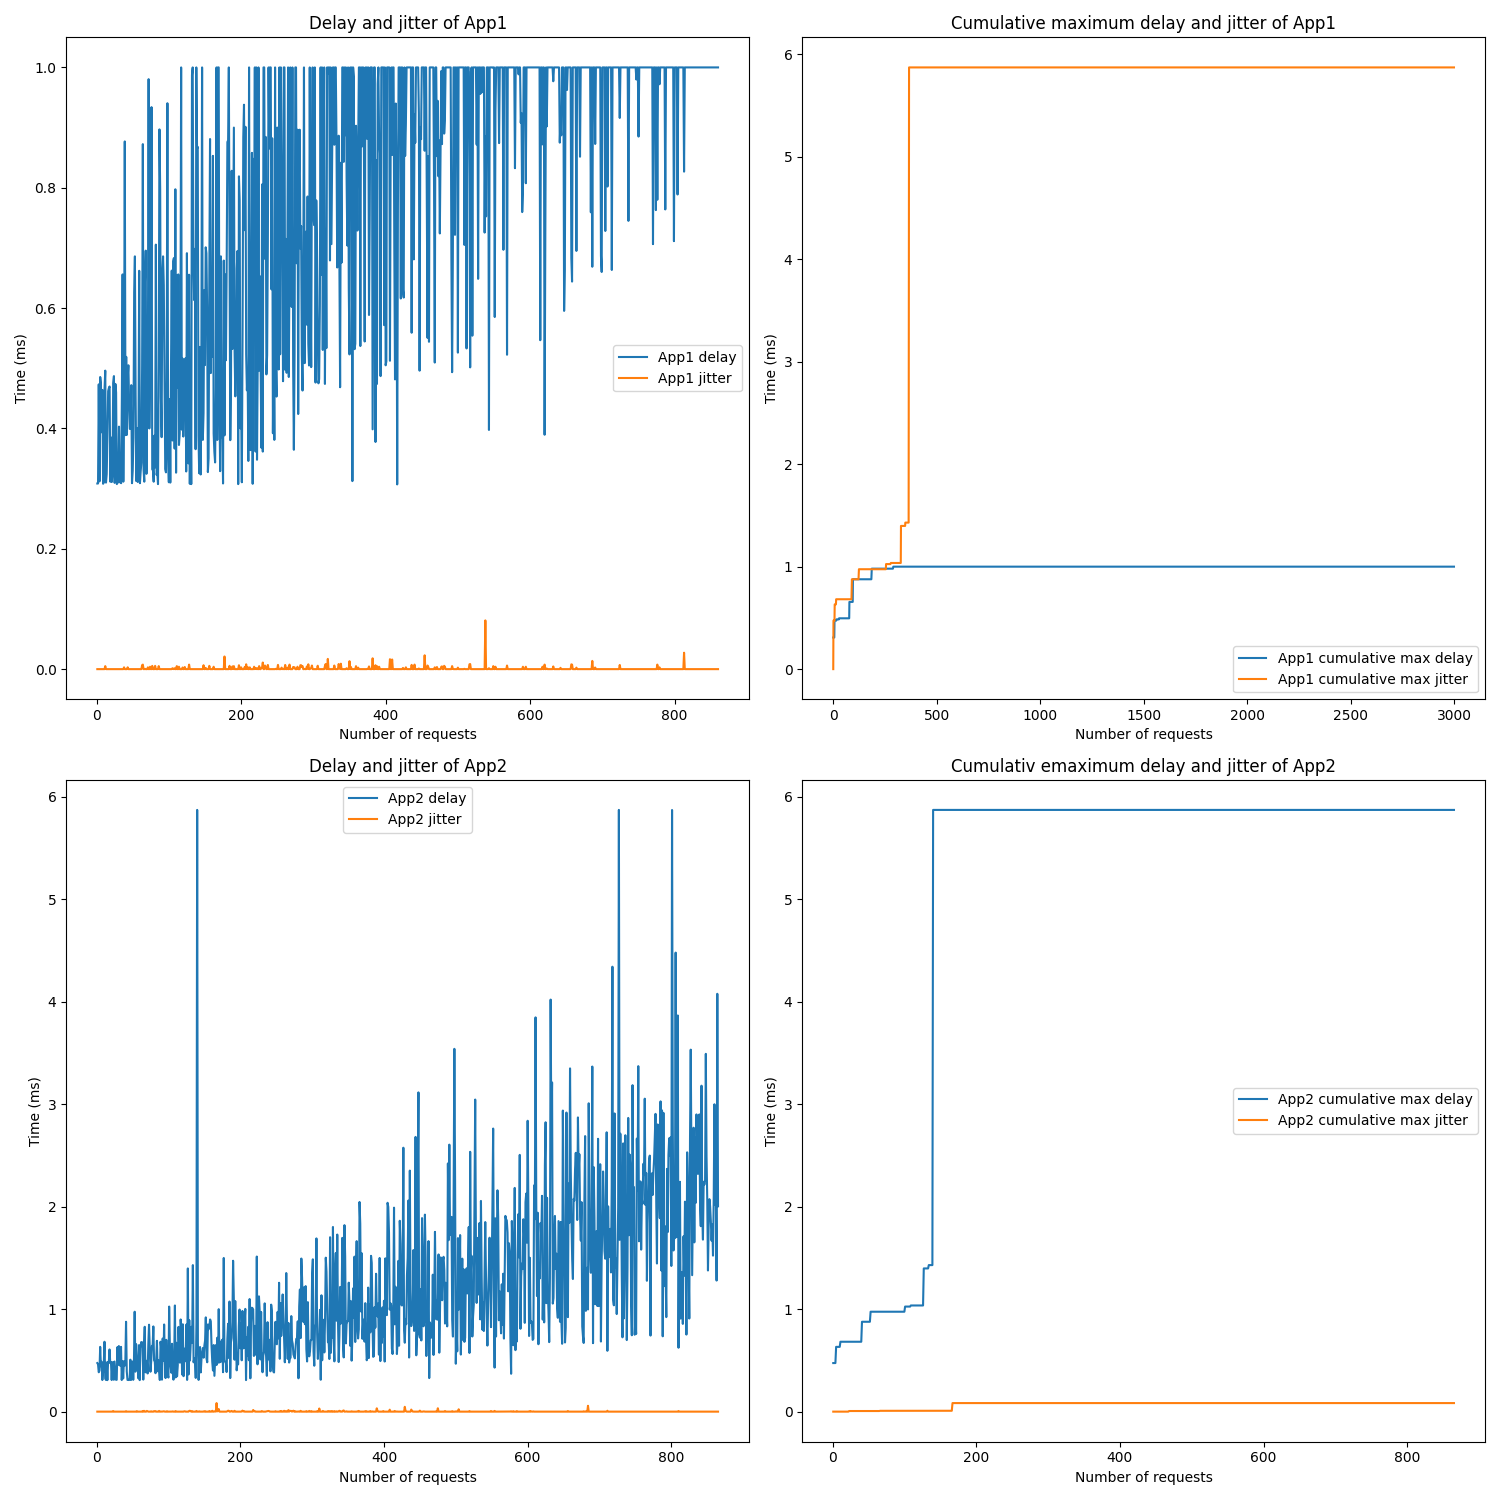 Delay and jitter of App1
1.0
0.8
0.6
0.4
0.2
0.0
Time (ms)
App1 delay
App1 jitter
0 200 400 600 800
Number of requests
Cumulative maximum delay and jitter of App1
6
5
4
3
2
1
0
Time (ms)
App1 cumulative max delay
App1 cumulative max jitter
0 500 1000 1500 2000 2500 3000
Number of requests
Delay and jitter of App2
6
5
4
3
2
1
0
Time (ms)
App2 delay
App2 jitter
0 200 400 600 800
Number of requests
Cumulativ emaximum delay and jitter of App2
6
5
4
3
2
1
0
Time (ms)
App2 cumulative max delay
App2 cumulative max jitter
0 200 400 600 800
Number of requests